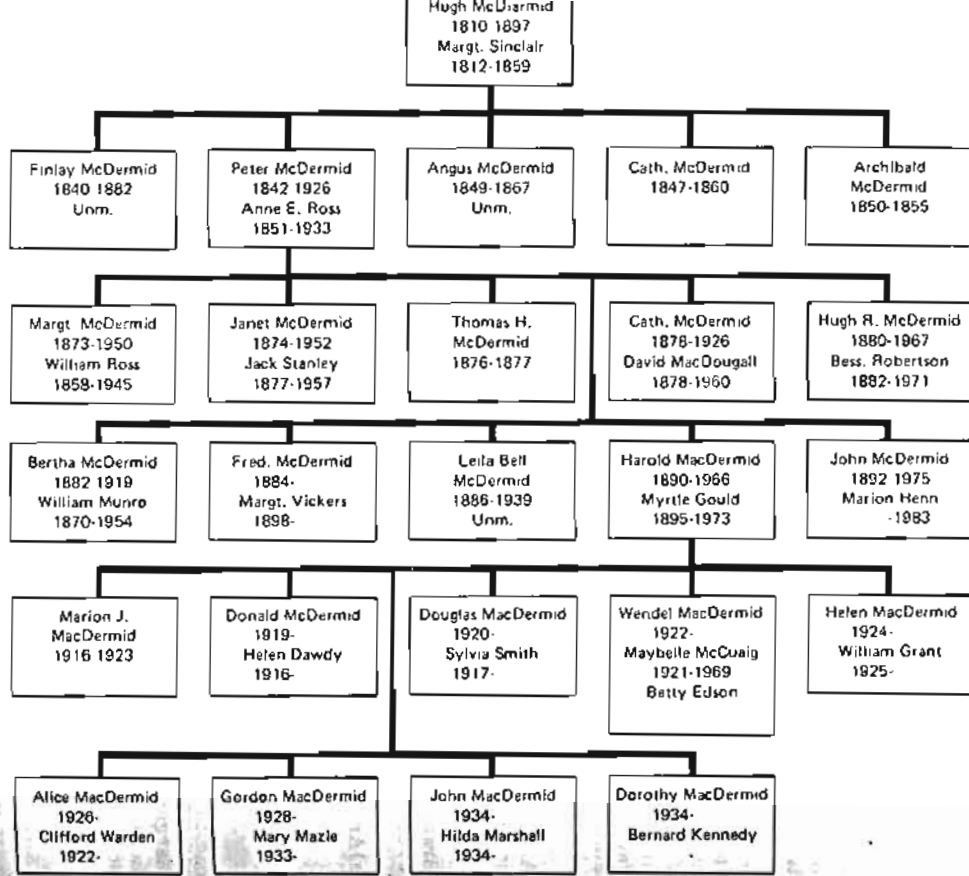 Hugh McDiarmid
1810-1897
Margt. Sinclair
1812-1859
Finlay McDermid
1840-1882
Unm.
Peter McDermid
1842-1926
Anne E. Ross
1851-1933
Angus McDermid
1849-1867
Unm.
Cath. McDermid
1847-1860
Archibald
McDermid
1850-1855
Margt. McDermid
1873-1950
William Ross
1858-1945
Janet McDermid
1874-1952
Jack Stanley
1877-1957
Thomas H.
McDermid
1876-1877
Cath. McDermid
1878-1926
David MacDougall
1878-1960
Hugh R. McDermid
1880-1967
Bess. Robertson
1882-1971
Bertha McDermid
1882-1919
William Munro
1870-1954
Fred. McDermid
1884-
Margt. Vickers
1898-
Leila Bell
McDermid
1886-1939
Unm.
Harold MacDermid
1890-1966
Myrtle Gould
1895-1973
John McDermid
1892-1975
Marion Henn
-1983
Marion J.
MacDermid
1916-1923
Donald McDermid
1919-
Helen Dawdy
1916-
Douglas MacDermid
1920-
Sylvia Smith
1917-
Wendel MacDermid
1922-
Maybelle McCuaig
1921-1969
Betty Edson
Helen MacDermid
1924-
William Grant
1925-
Alice MacDermid
1926-
Clifford Warden
1922-
Gordon MacDermid
1928-
Mary Mazle
1933-
John MacDermid
1934-
Hilda Marshall
1934-
Dorothy MacDermid
1934-
Bernard Kennedy